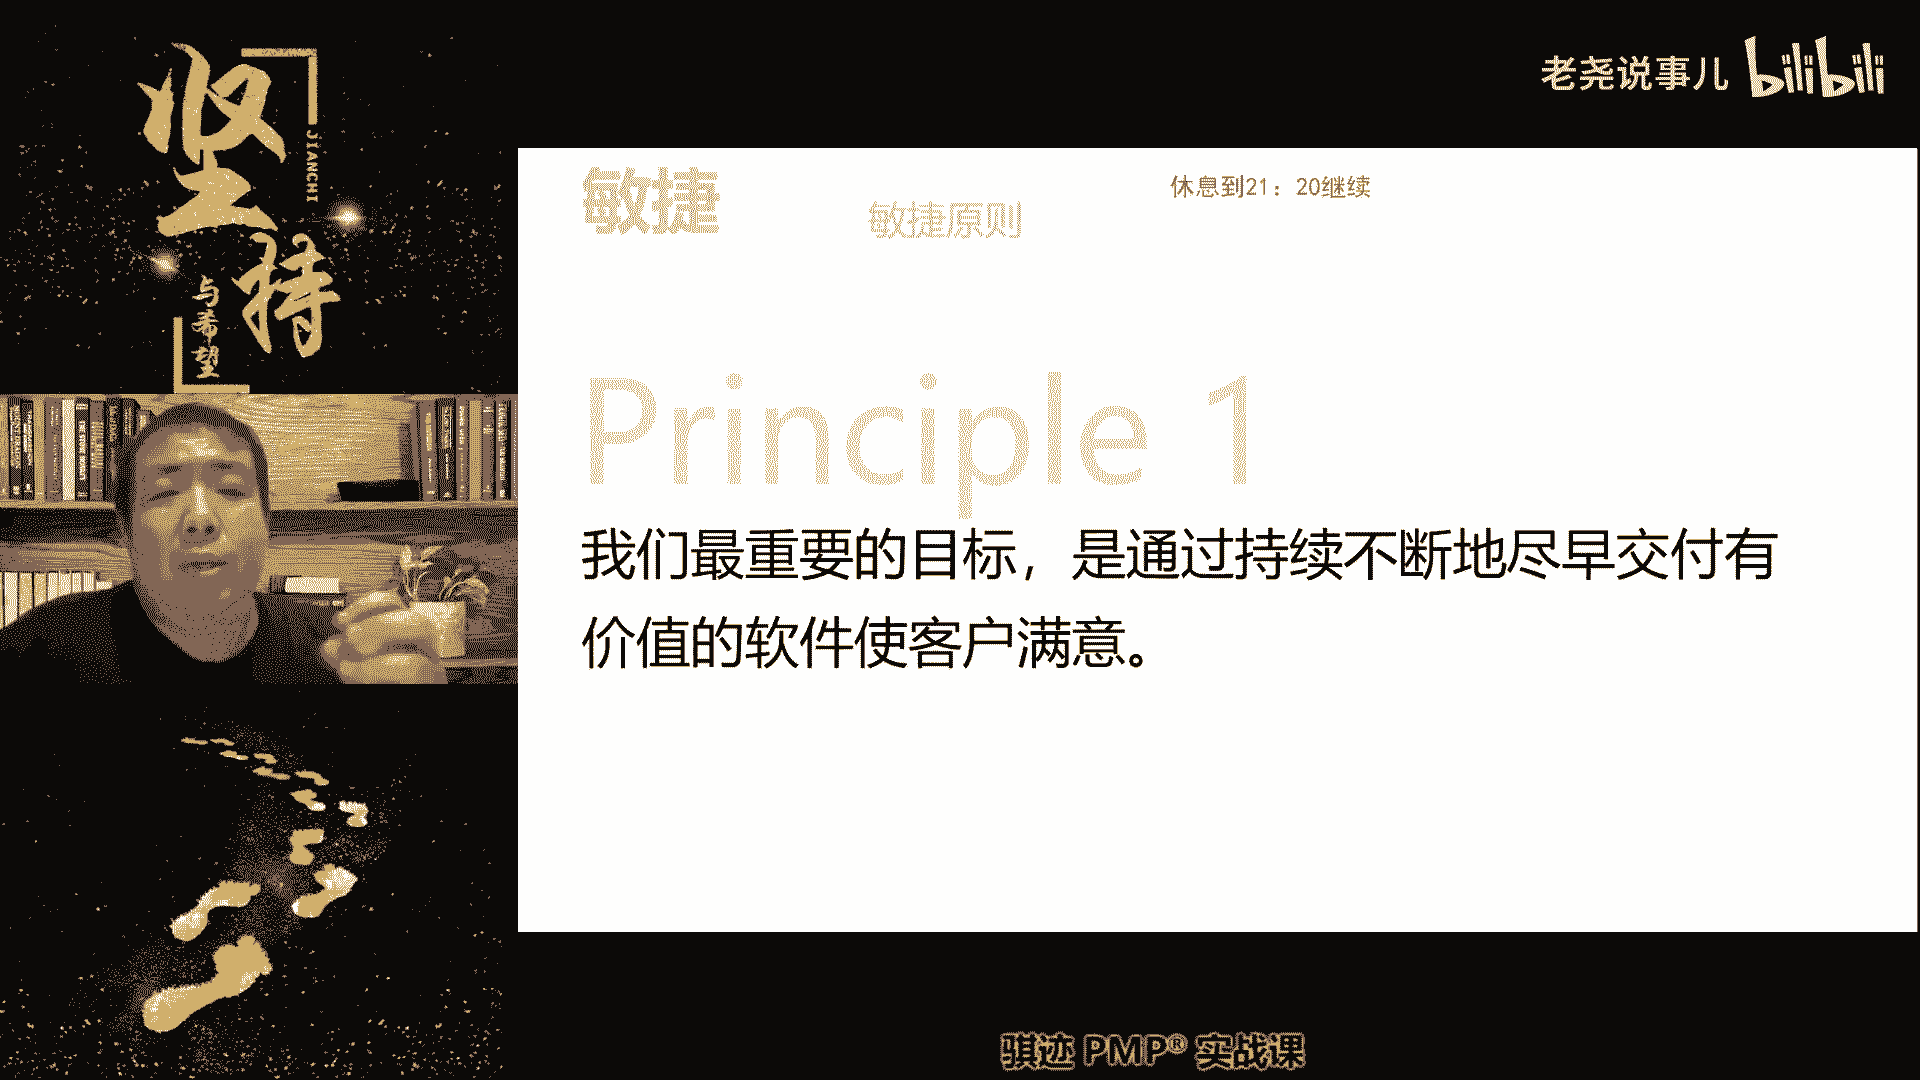 坚持
JIANCHI
与希望
老尧说事儿 bilibili
敏捷
敏捷原则
休息到21：20继续
Principle 1
我们最重要的目标，是通过持续不断地尽早交付有
价值的软件使客户满意。
骐迹 PMP® 实战课